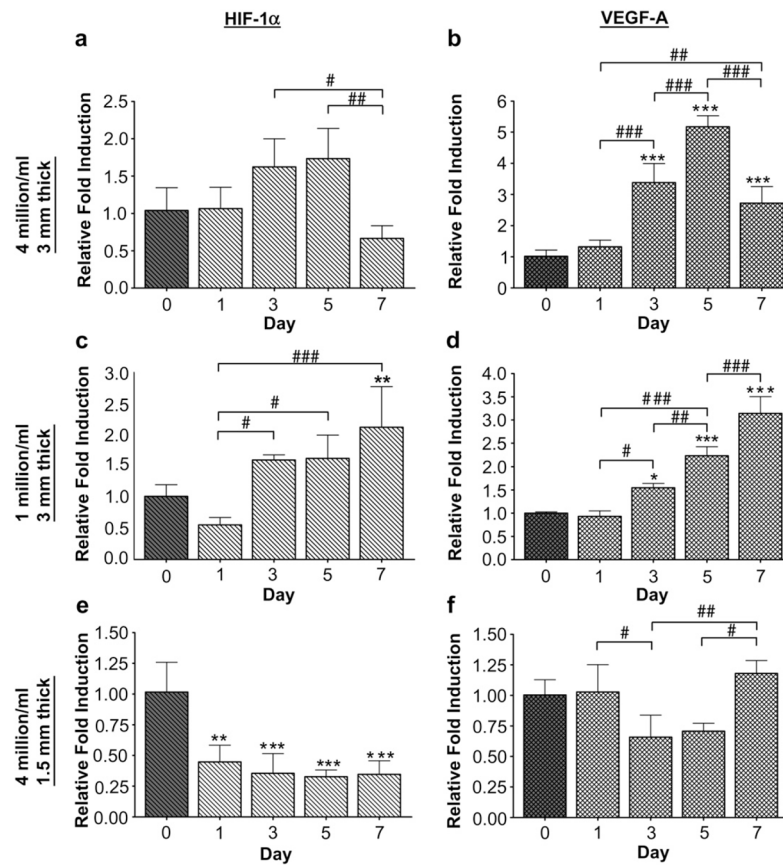 HIF-1α
VEGF-A
a
b
4 million/ml
3 mm thick
Relative Fold Induction
2.5
2.0
1.5
1.0
0.5
0.0
#
##
0 1 3 5 7
Day
Relative Fold Induction
6
5
4
3
2
1
0
##
###
###
###
***
***
***
0 1 3 5 7
Day
c
d
1 million/ml
3 mm thick
Relative Fold Induction
3.0
2.5
2.0
1.5
1.0
0.5
0.0
###
#
#
**
0 1 3 5 7
Day
Relative Fold Induction
4.0
3.5
3.0
2.5
2.0
1.5
1.0
0.5
0.0
###
###
##
#
***
***
*
0 1 3 5 7
Day
e
f
4 million/ml
1.5 mm thick
Relative Fold Induction
1.50
1.25
1.00
0.75
0.50
0.25
0.00
** *** *** ***
0 1 3 5 7
Day
Relative Fold Induction
1.50
1.25
1.00
0.75
0.50
0.25
0.00
##
#
#
0 1 3 5 7
Day